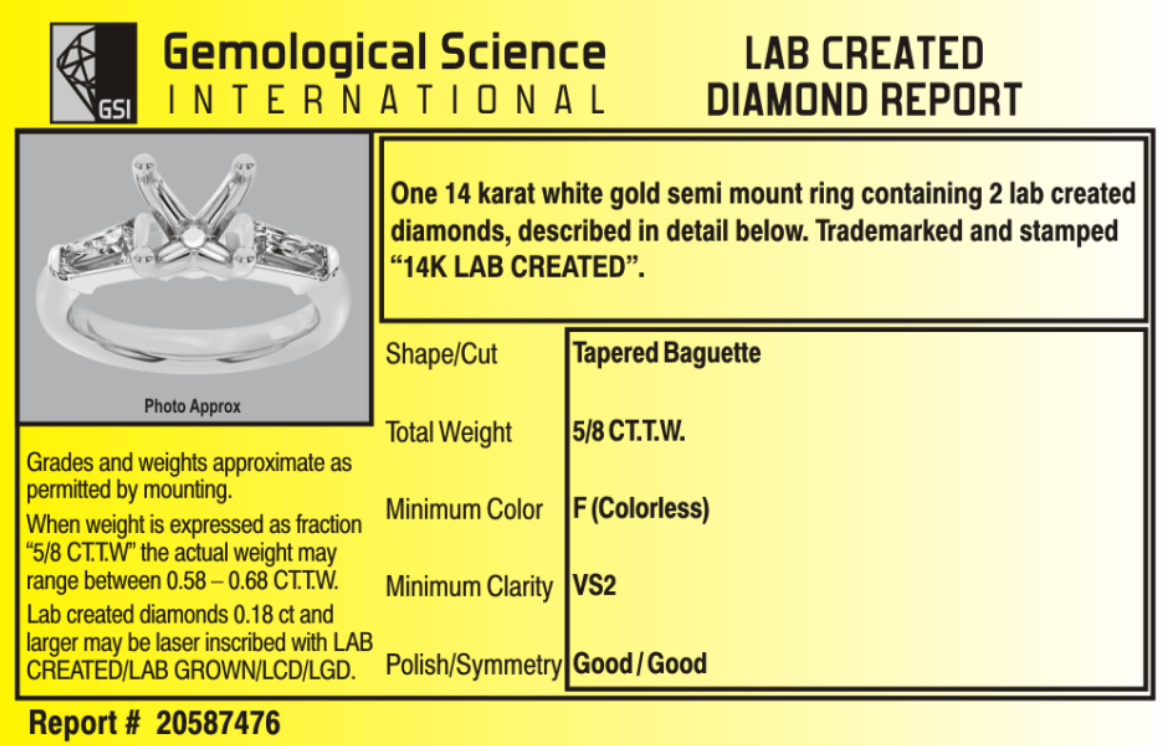 GSI
Gemological Science
INTERNATIONAL
LAB CREATED
DIAMOND REPORT
Photo Approx
Grades and weights approximate as
permitted by mounting.
When weight is expressed as fraction
“5/8 CT.T.W” the actual weight may
range between 0.58 – 0.68 CT.T.W.
Lab created diamonds 0.18 ct and
larger may be laser inscribed with LAB
CREATED/LAB GROWN/LCD/LGD.
One 14 karat white gold semi mount ring containing 2 lab created
diamonds, described in detail below. Trademarked and stamped
“14K LAB CREATED”.
Shape/Cut Tapered Baguette
Total Weight 5/8 CT.T.W.
Minimum Color F (Colorless)
Minimum Clarity VS2
Polish/Symmetry Good / Good
Report # 20587476